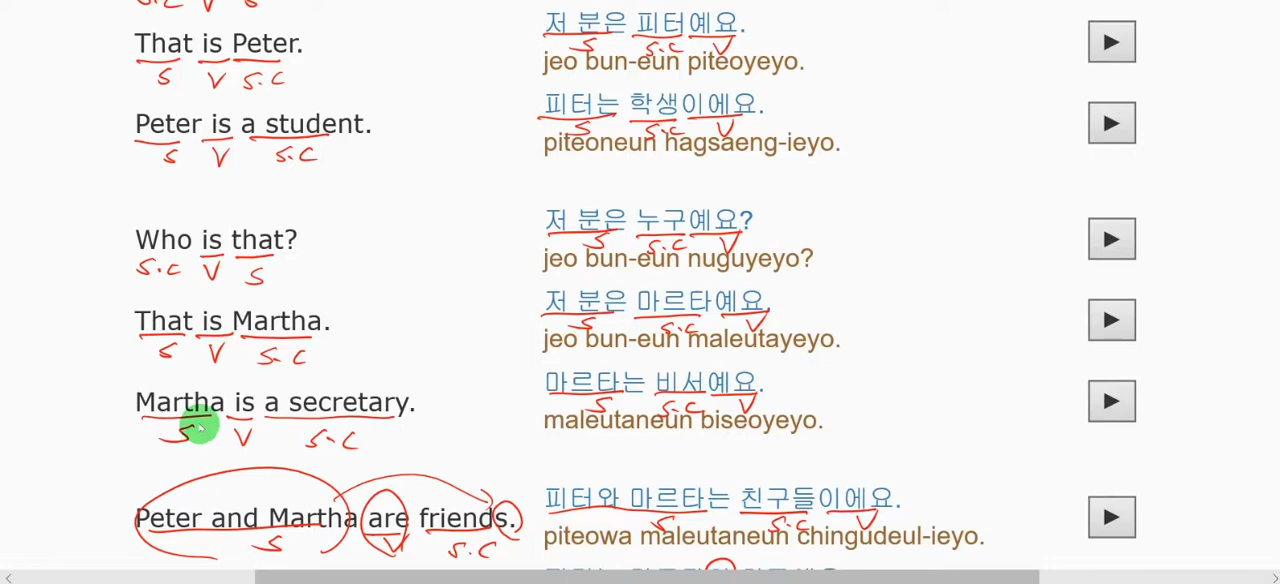 s.c V s
That is Peter.
s V s.c
저 분은 피터예요.
s s.c V
jeo bun-eun piteoyeyo.
Peter is a student.
s V s.c
피터는 학생이에요.
s s.c V
piteoneun hagsaeng-ieyo.
Who is that?
s.c V s
저 분은 누구예요?
s s.c V
jeo bun-eun nuguyeyo?
That is Martha.
s V s.c
저 분은 마르타예요.
s s.c V
jeo bun-eun maleutayeyo.
Martha is a secretary.
s V s.c
마르타는 비서예요.
s s.c V
maleutaneun biseoyeyo.
Peter and Martha are friends.
s V s.c
피터와 마르타는 친구들이에요.
s s.c V
piteowa maleutaneun chingudeul-ieyo.